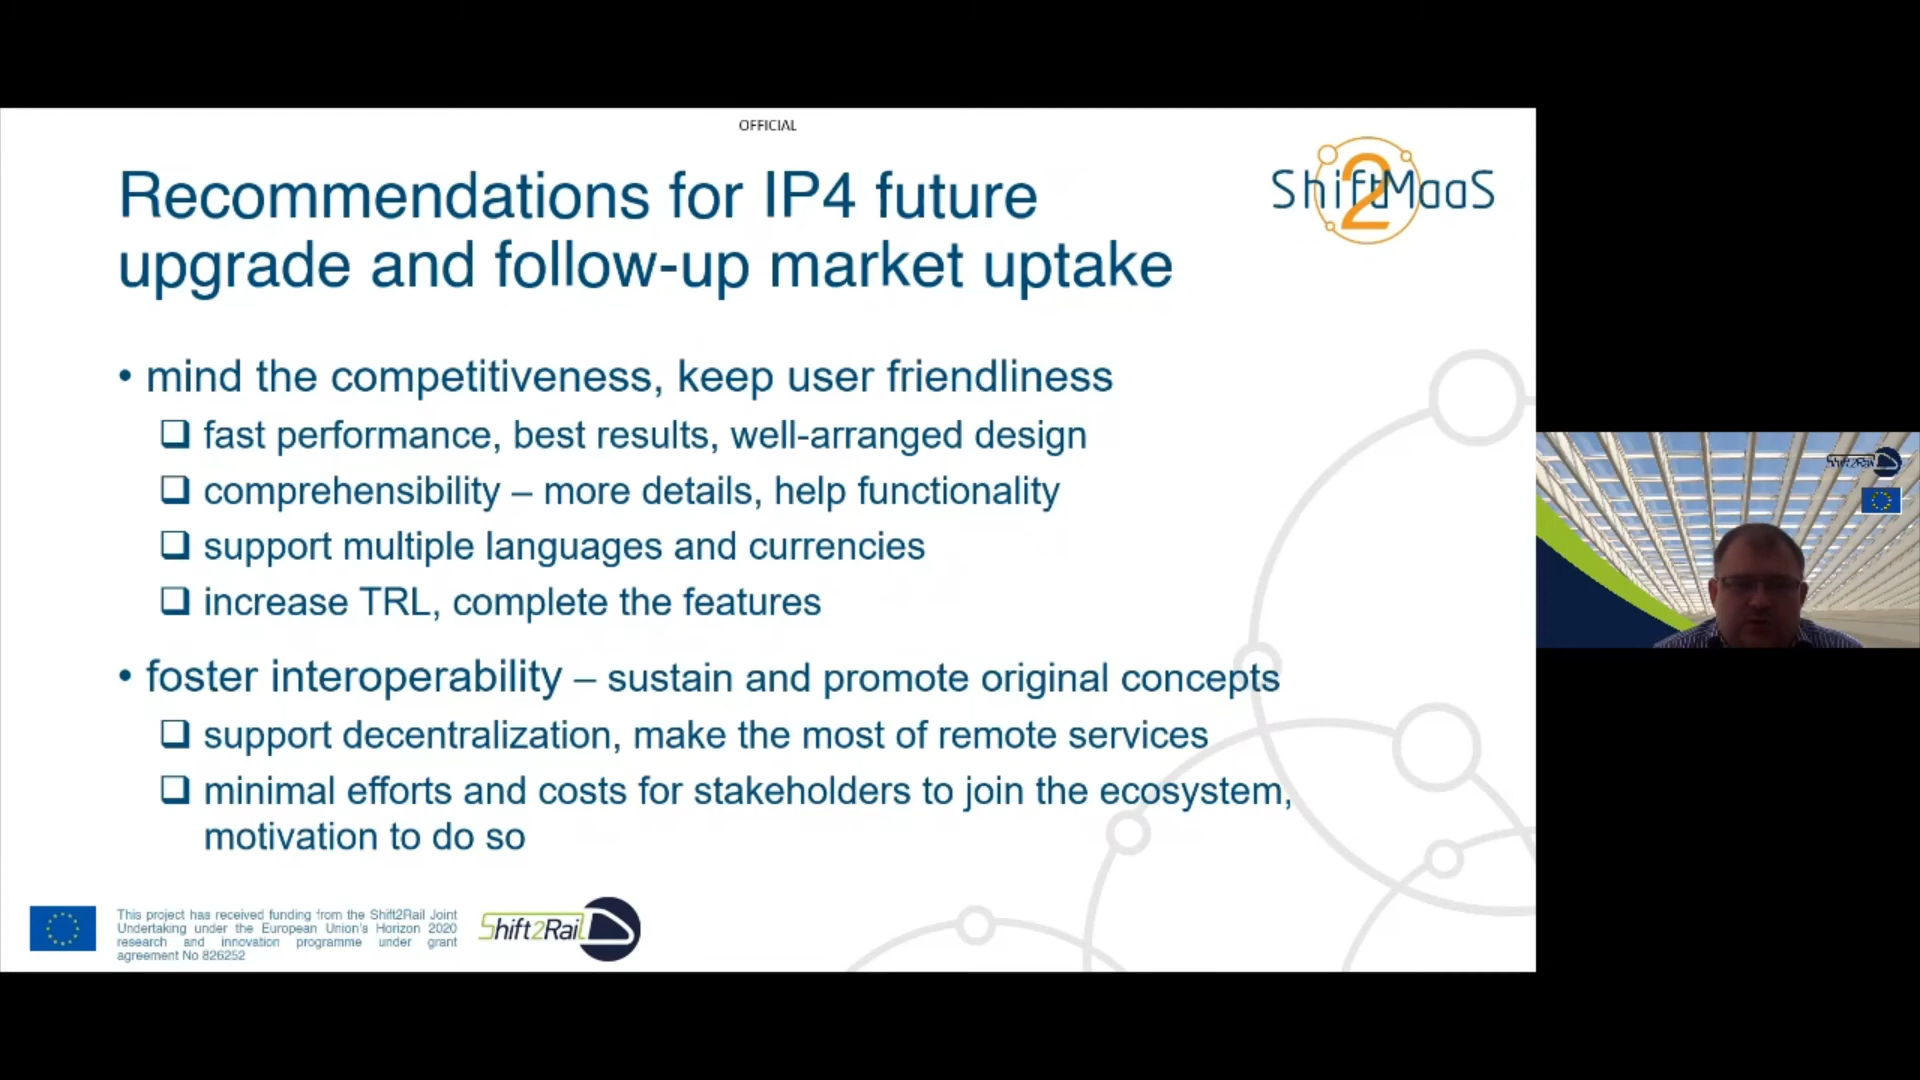 OFFICIAL
Shift2MaaS
Recommendations for IP4 future
upgrade and follow-up market uptake
• mind the competitiveness, keep user friendliness
❑ fast performance, best results, well-arranged design
❑ comprehensibility – more details, help functionality
❑ support multiple languages and currencies
❑ increase TRL, complete the features
• foster interoperability – sustain and promote original concepts
❑ support decentralization, make the most of remote services
❑ minimal efforts and costs for stakeholders to join the ecosystem,
motivation to do so
This project has received funding from the Shift2Rail Joint
Undertaking under the European Union's Horizon 2020
research and innovation programme under grant
agreement No 826252
Shift2Rail
Shift2Rail